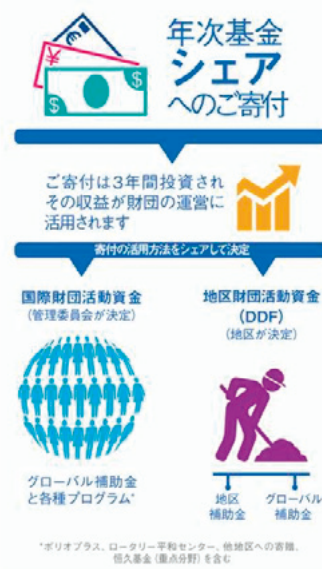 年次基金
シェア
へのご寄付
ご寄付は3年間投資され
その収益が財団の運営に
活用されます
寄付の活用方法をシェアして決定
国際財団活動資金
(管理委員会が決定)
グローバル補助金
と各種プログラム*
地区財団活動資金
(DDF)
(地区が決定)
地区
補助金
グローバル
補助金
*ポリオプラス、ロータリー平和センター、他地区への寄贈、
恒久基金(重点分野)を含む